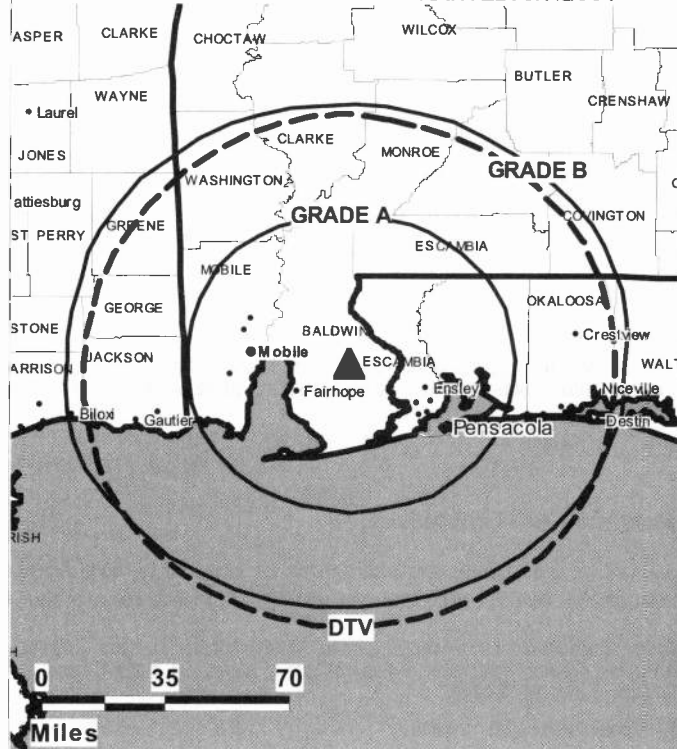 ASPER
CLARKE
CHOCTAW
WILCOX
BUTLER
WAYNE
CRENSHAW
Laurel
CLARKE
JONES
MONROE
GRADE B
WASHINGTON
attiesburg
GRADE A
COVINGTON
ST PERRY
GREENE
ESCAMBIA
MOBILE
GEORGE
OKALOOSA
STONE
BALDWIN
Crestview
Mobile
ARRISON
JACKSON
ESCAMBIA
WALT
Fairhope
Ensley
Niceville
Biloxi
Gautier
Pensacola
Destin
RISH
DTV
H
0 35 70
Miles